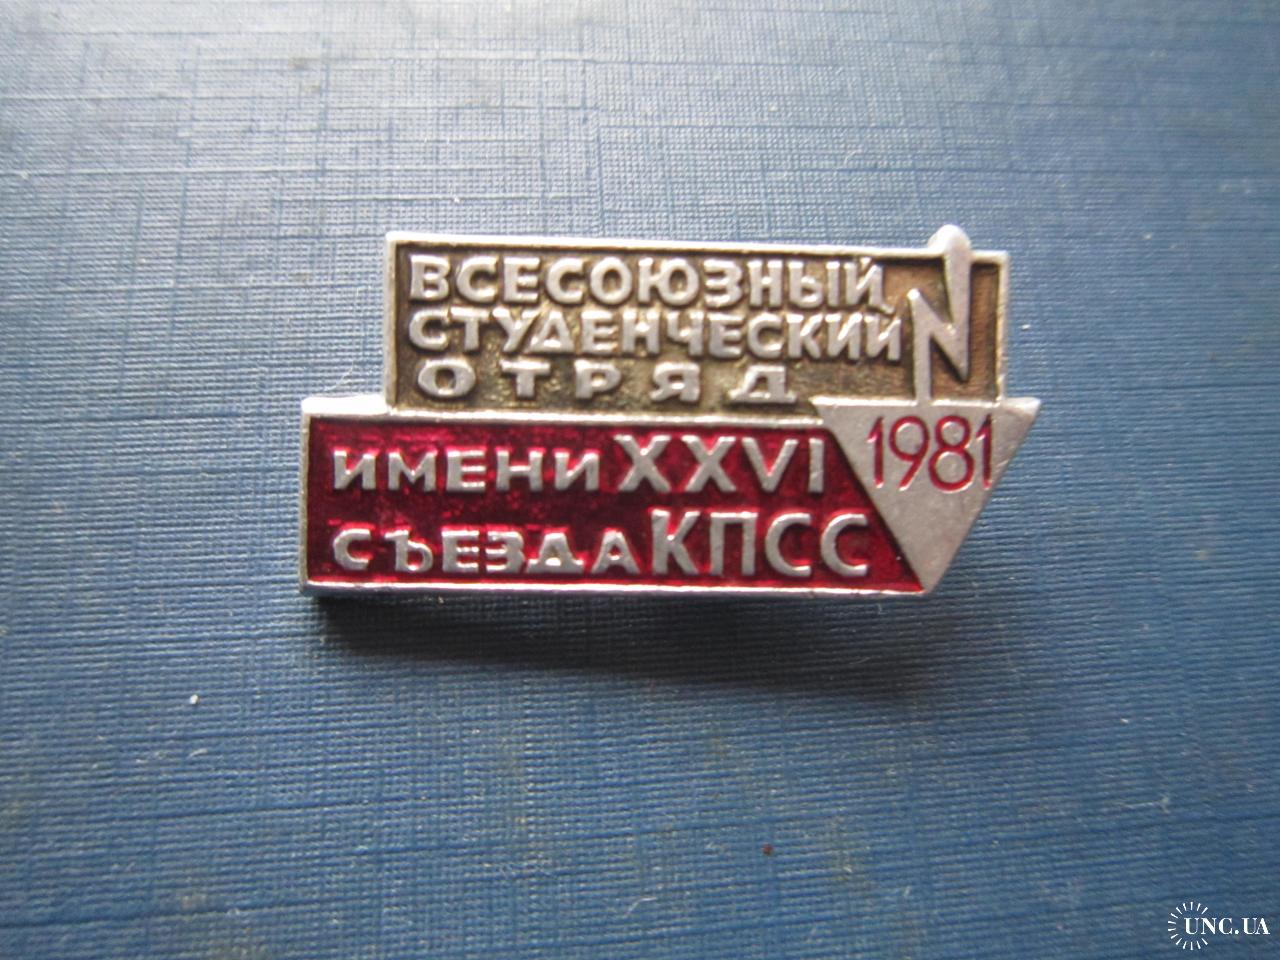 ВСЕСОЮЗНЫЙ
СТУДЕНЧЕСКИЙ
ОТРЯД
ИМЕНИ XXVI
СЪЕЗДА КПСС
1981
UNC.UA